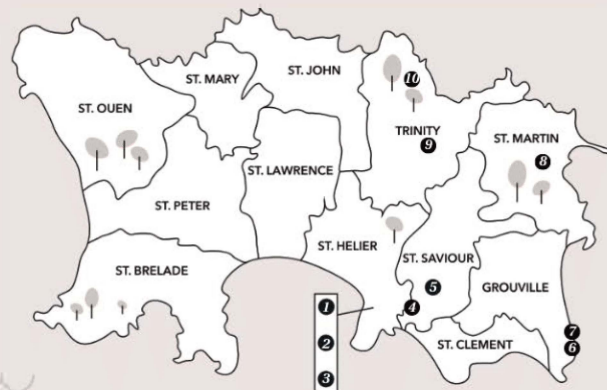 ST. OUEN
ST. MARY
ST. JOHN
10
TRINITY
9
ST. MARTIN
8
ST. LAWRENCE
ST. PETER
ST. HELIER
ST. SAVIOUR
ST. BRELADE
5
GROUVILLE
4
1
2
3
ST. CLEMENT
7
6